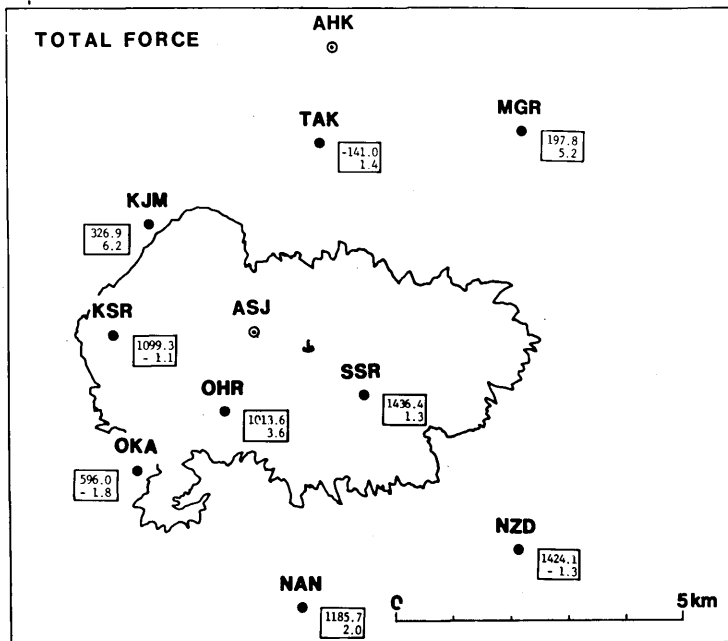 TOTAL FORCE
AHK
TAK
-141.0
1.4
MGR
197.8
5.2
KJM
326.9
6.2
KSR
1099.3
- 1.1
ASJ
OHR
1013.6
3.6
SSR
1436.4
1.3
OKA
596.0
- 1.8
NZD
1424.1
- 1.3
NAN
1185.7
2.0
0 5km